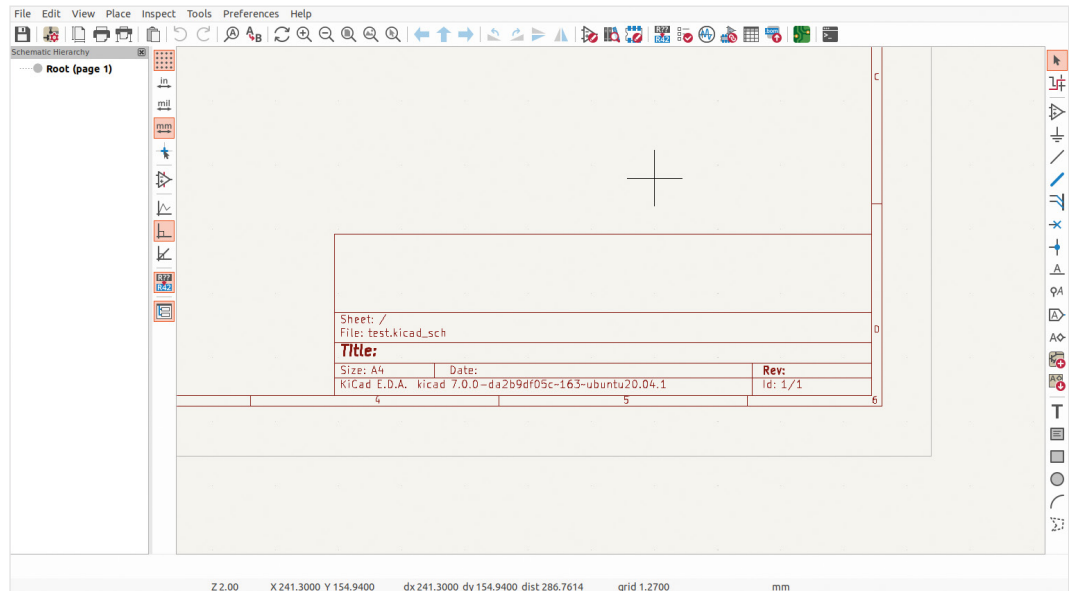 File Edit View Place Inspect Tools Preferences Help
Schematic Hierarchy
Root (page 1)
in
mil
mm
R??
R42
A
A
A
A
T
C
D
Sheet: /
File: test.kicad_sch
Title:
Size: A4 Date: Rev:
KiCad E.D.A. kicad 7.0.0-da2b9df05c-163-ubuntu20.04.1 Id: 1/1
4 5 6
Z 2.00 X 241.3000 Y 154.9400 dx 241.3000 dy 154.9400 dist 286.7614 grid 1.2700 mm